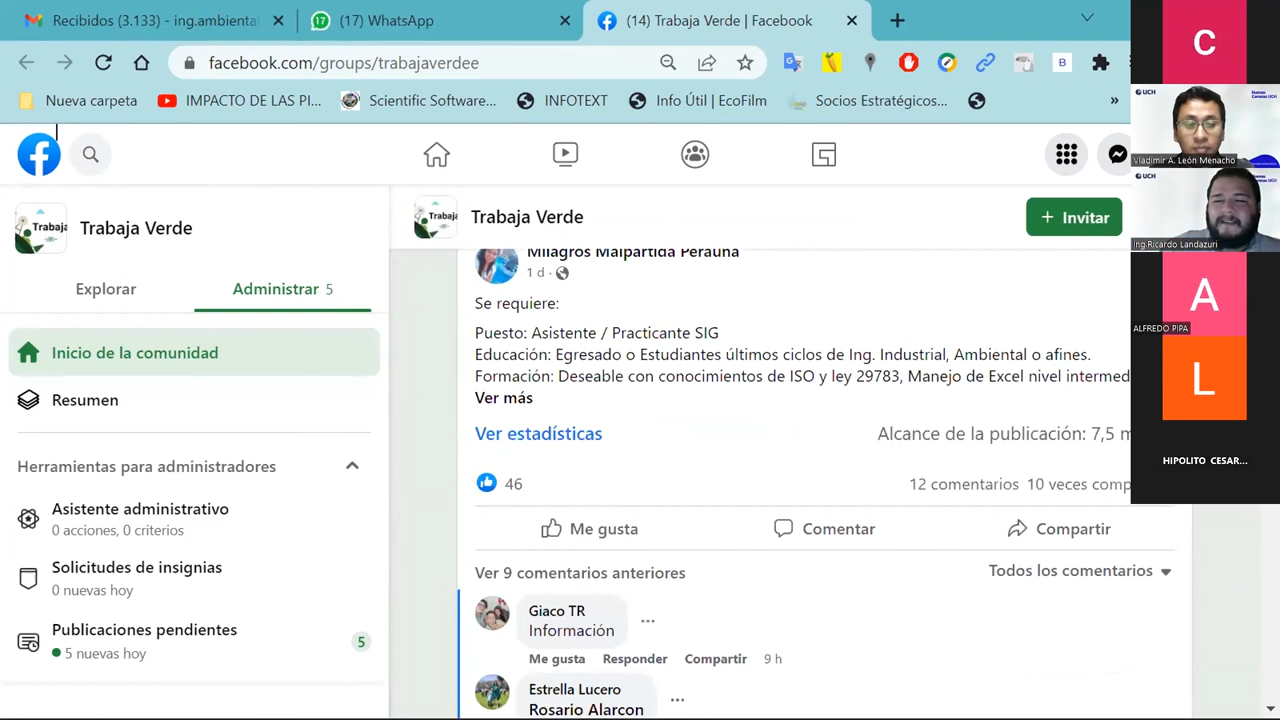 Recibidos (3.133) - ing.ambiental
(17) WhatsApp
(14) Trabaja Verde | Facebook
facebook.com/groups/trabajaverdee
Nueva carpeta
IMPACTO DE LAS PI...
Scientific Software...
INFOTEXT
Info Útil | EcoFilm
Socios Estratégicos...
»
C
UCH
Vladimir A. León Menacho
UCH
Ing.Ricardo Landazuri
A
ALFREDO PIPA
L
HIPOLITO CESAR...
Trabaja Verde
Explorar
Administrar 5
Inicio de la comunidad
Resumen
Herramientas para administradores
Asistente administrativo
0 acciones, 0 criterios
Solicitudes de insignias
0 nuevas hoy
Publicaciones pendientes
5 nuevas hoy
5
Trabaja Verde
+ Invitar
Milagros Malpartida Perauna
1 d ·
Se requiere:
Puesto: Asistente / Practicante SIG
Educación: Egresado o Estudiantes últimos ciclos de Ing. Industrial, Ambiental o afines.
Formación: Deseable con conocimientos de ISO y ley 29783, Manejo de Excel nivel intermed
Ver más
Ver estadísticas
Alcance de la publicación: 7,5 m
46
12 comentarios 10 veces comp
Me gusta
Comentar
Compartir
Ver 9 comentarios anteriores
Todos los comentarios
Giaco TR
Información
Me gusta Responder Compartir 9 h
Estrella Lucero
Rosario Alarcon